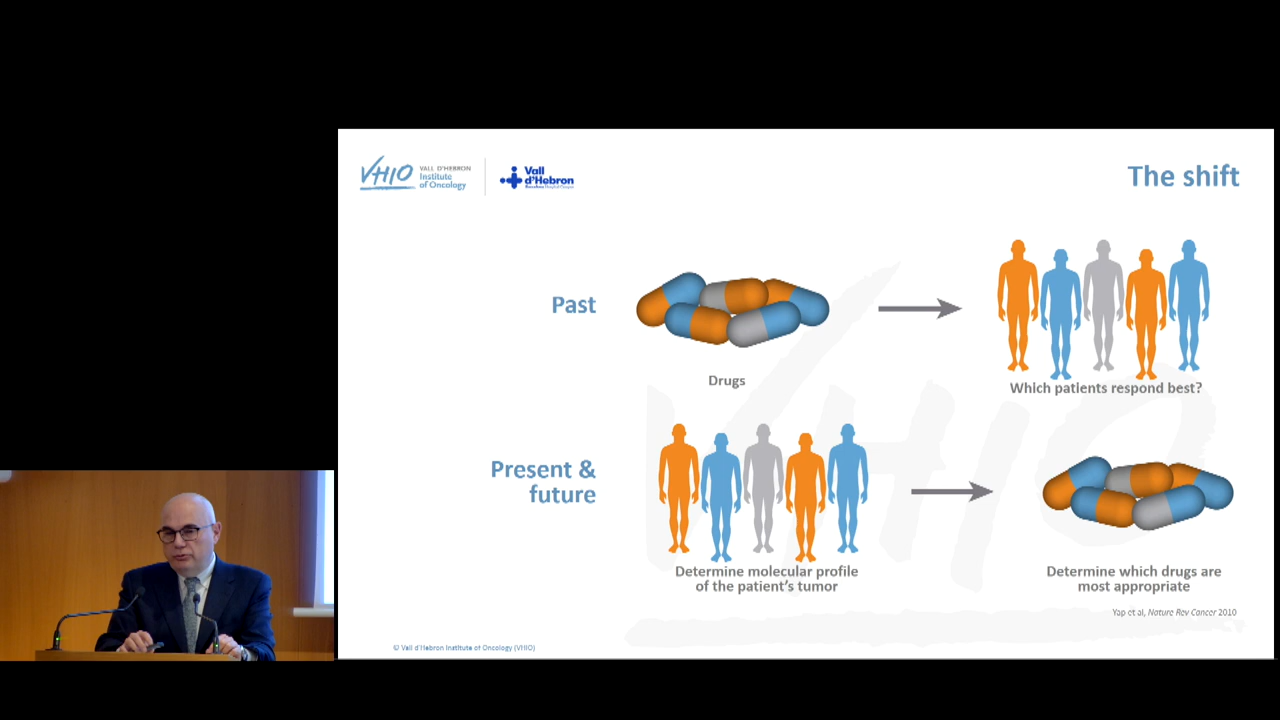 VHIO
VALL D'HEBRON
Institute
of Oncology
Vall
d'Hebron
The shift
Past
Drugs
Which patients respond best?
Present &
future
Determine molecular profile
of the patient's tumor
Determine which drugs are
most appropriate
Yap et al, Nature Rev Cancer 2010
© Vall d'Hebron Institute of Oncology (VHIO)
VHIO